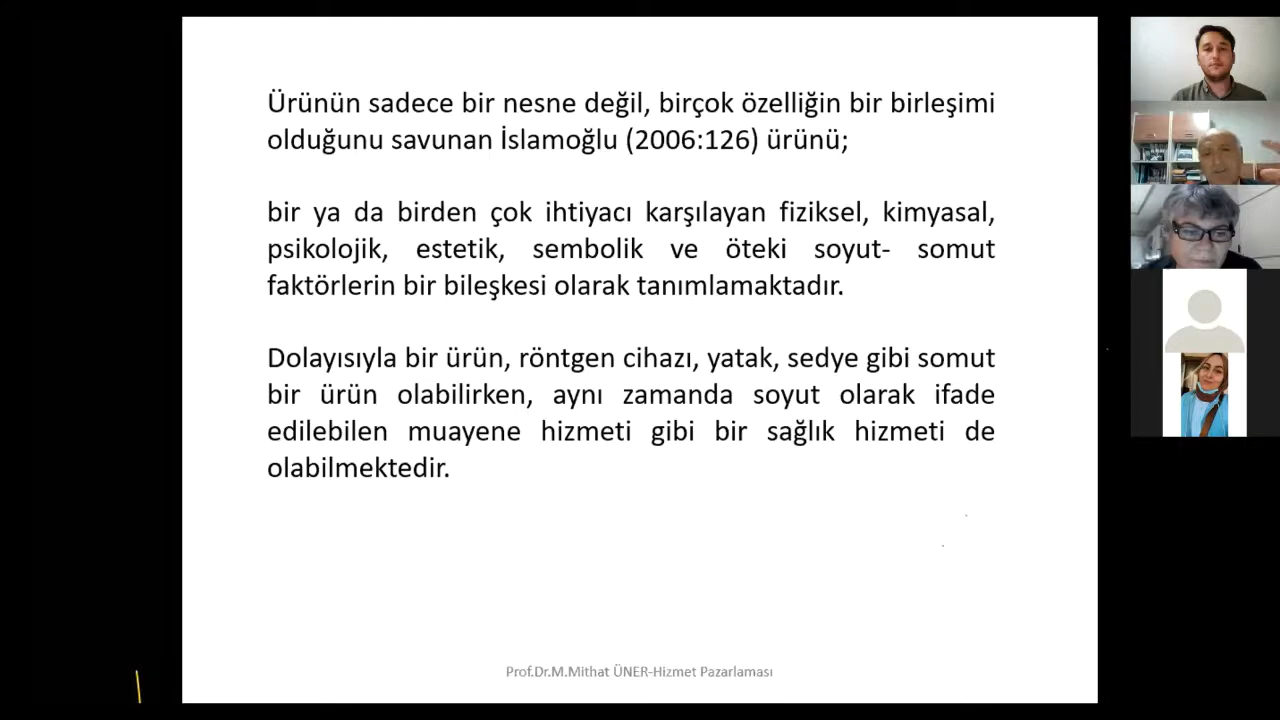 Ürünün sadece bir nesne değil, birçok özelliğin bir birleşimi
olduğunu savunan İslamoğlu (2006:126) ürünü;
bir ya da birden çok ihtiyacı karşılayan fiziksel, kimyasal,
psikolojik, estetik, sembolik ve öteki soyut- somut
faktörlerin bir bileşkesi olarak tanımlamaktadır.
Dolayısıyla bir ürün, röntgen cihazı, yatak, sedye gibi somut
bir ürün olabilirken, aynı zamanda soyut olarak ifade
edilebilen muayene hizmeti gibi bir sağlık hizmeti de
olabilmektedir.
Prof.Dr.M.Mithat ÜNER-Hizmet Pazarlaması